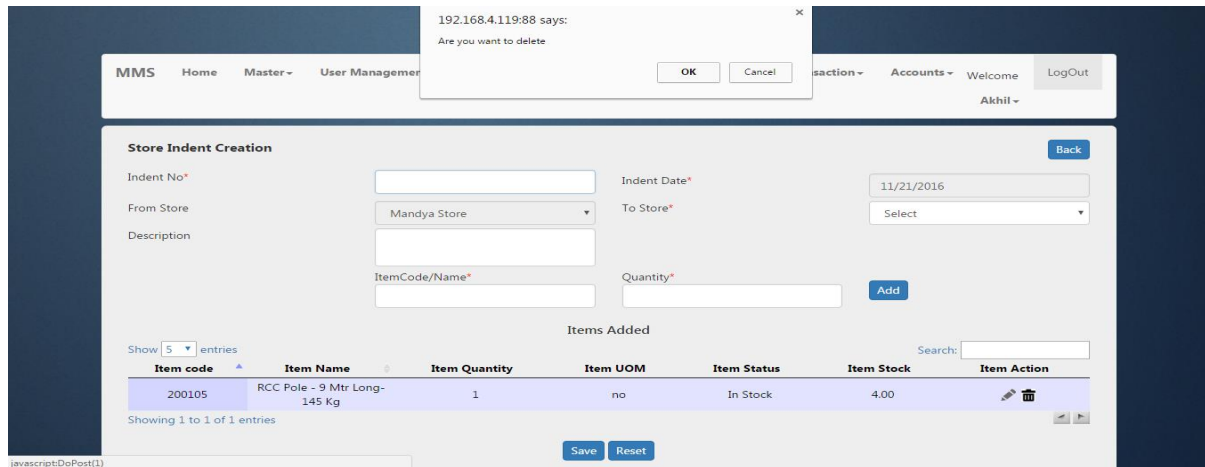 192.168.4.119:88 says:
Are you want to delete
OK Cancel
MMS Home Master User Managemen saction Accounts Welcome Akhil LogOut
Store Indent Creation Back
Indent No* Indent Date* 11/21/2016
From Store Mandya Store To Store* Select
Description
ItemCode/Name* Quantity* Add
Items Added
Show 5 entries Search:
Item code Item Name Item Quantity Item UOM Item Status Item Stock Item Action
200105 RCC Pole - 9 Mtr Long-145 Kg 1 no In Stock 4.00
Showing 1 to 1 of 1 entries
Save Reset
javascript:DoPost(1)